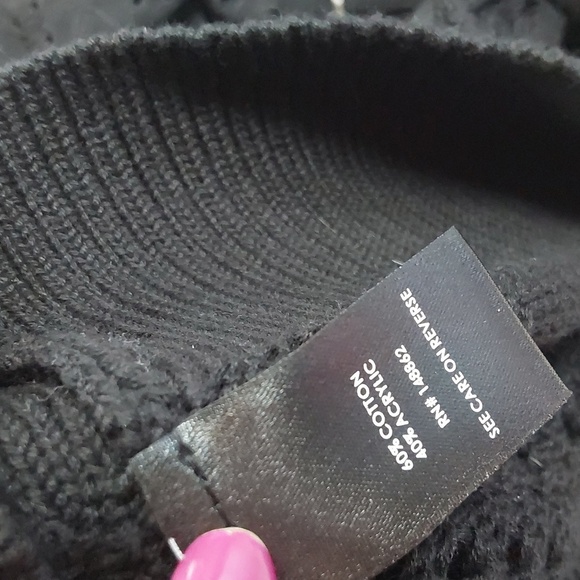 60% COTTON
40% ACRYLIC
RN# 148862
SEE CARE ON REVERSE